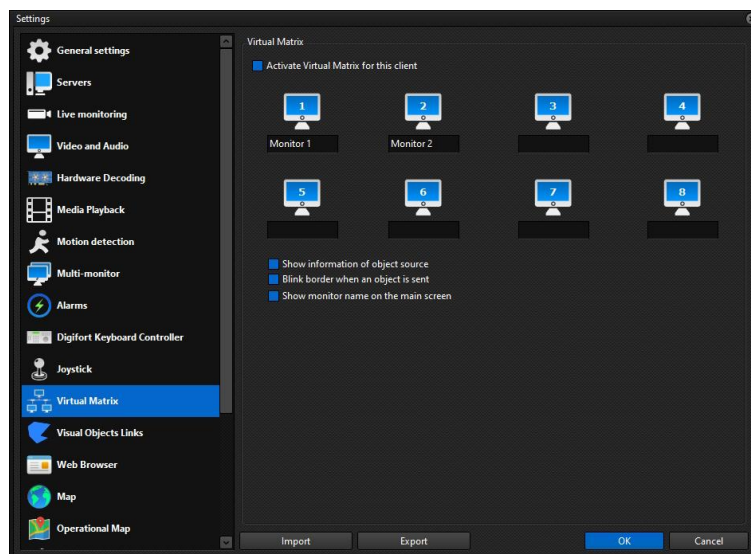 Settings
General settings
Servers
Live monitoring
Video and Audio
Hardware Decoding
Media Playback
Motion detection
Multi-monitor
Alarms
Digifort Keyboard Controller
Joystick
Virtual Matrix
Visual Objects Links
Web Browser
Map
Operational Map
Virtual Matrix
Activate Virtual Matrix for this client
1 2 3 4
Monitor 1 Monitor 2
5 6 7 8
Show information of object source
Blink border when an object is sent
Show monitor name on the main screen
Import Export OK Cancel